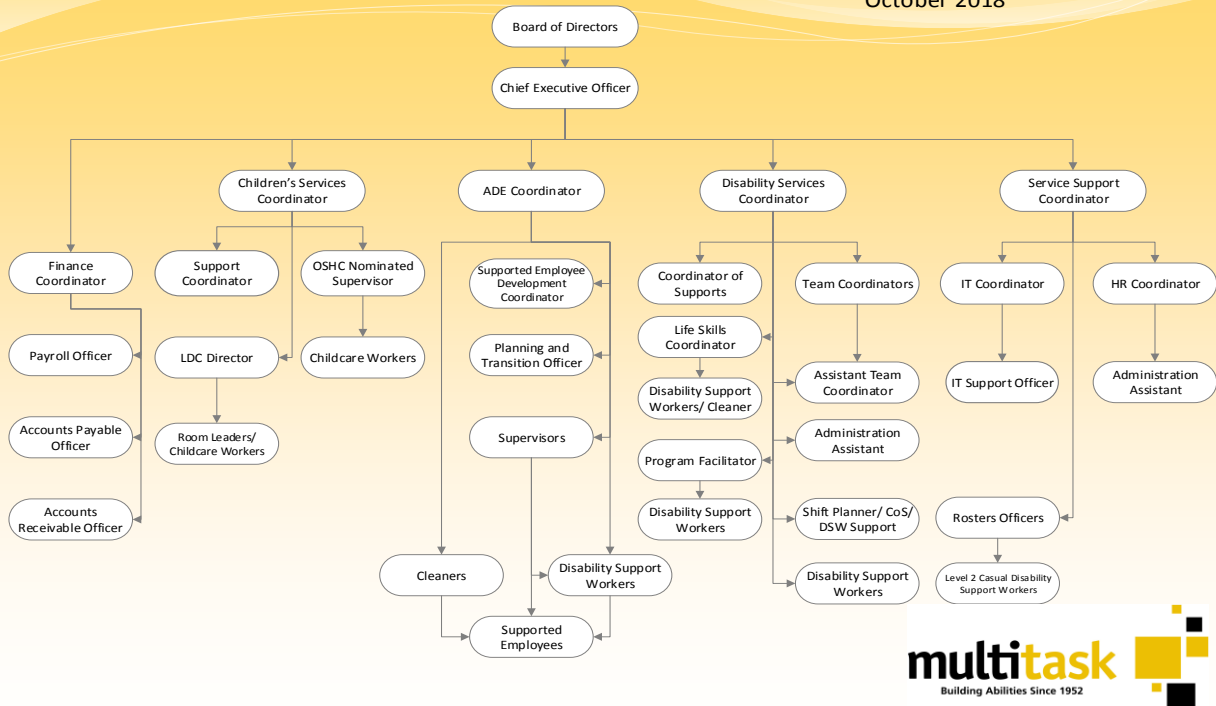 October 2018
Board of Directors
Chief Executive Officer
Children's Services
Coordinator
ADE Coordinator
Disability Services
Coordinator
Service Support
Coordinator
Finance
Coordinator
Support
Coordinator
OSHC Nominated
Supervisor
Supported Employee
Development
Coordinator
Coordinator of
Supports
Team Coordinators
IT Coordinator
HR Coordinator
Payroll Officer
LDC Director
Childcare Workers
Planning and
Transition Officer
Life Skills
Coordinator
Disability Support
Workers/ Cleaner
Assistant Team
Coordinator
IT Support Officer
Administration
Assistant
Accounts Payable
Officer
Room Leaders/
Childcare Workers
Supervisors
Program Facilitator
Administration
Assistant
Accounts
Receivable Officer
Disability Support
Workers
Shift Planner/ CoS/
DSW Support
Rosters Officers
Cleaners
Disability Support
Workers
Disability Support
Workers
Level 2 Casual Disability
Support Workers
Supported
Employees
multitask
Building Abilities Since 1952